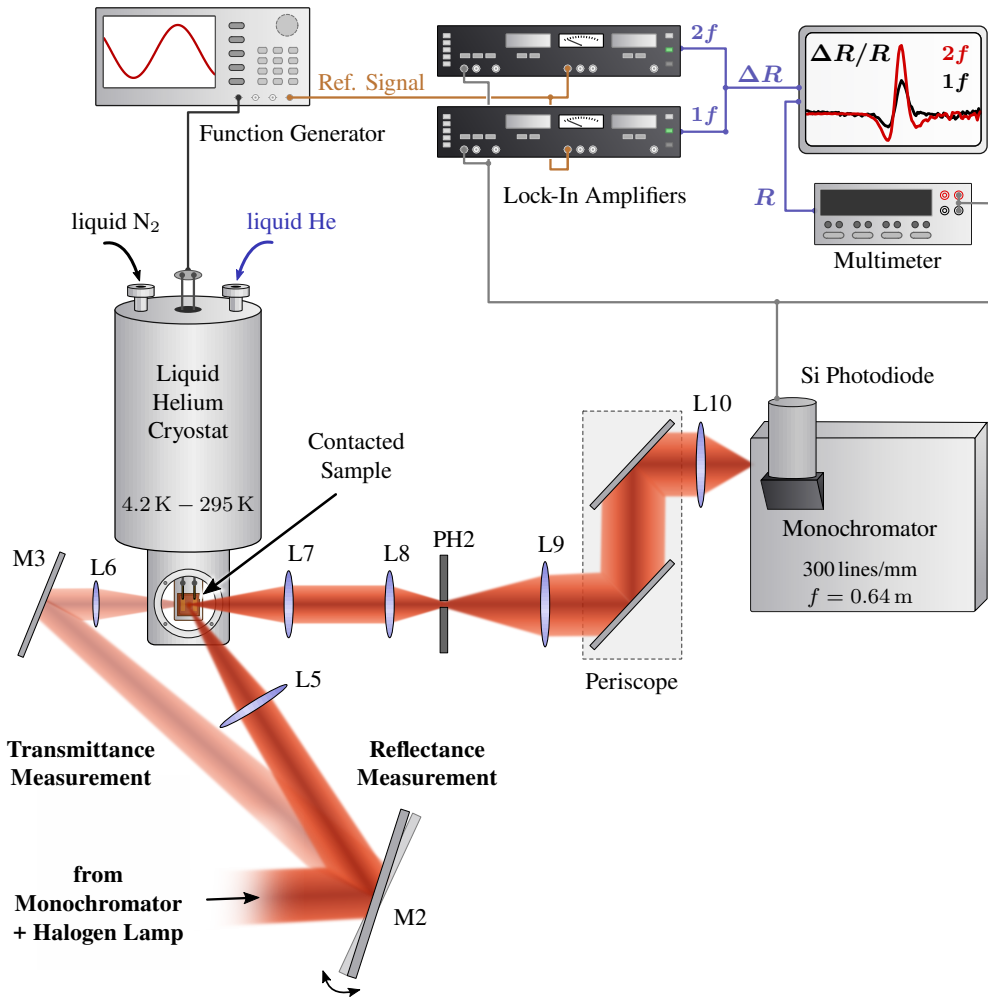 2f
ΔR/R
2f
1f
ΔR
Ref. Signal
1f
Function Generator
Lock-In Amplifiers
R
liquid N₂
liquid He
Multimeter
Liquid
Helium
Cryostat
4.2 K − 295 K
Si Photodiode
L10
Contacted
Sample
Monochromator
300 lines/mm
f = 0.64 m
M3
L6
L7
L8
PH2
L9
L5
Periscope
Transmittance
Measurement
Reflectance
Measurement
from
Monochromator
+ Halogen Lamp
M2